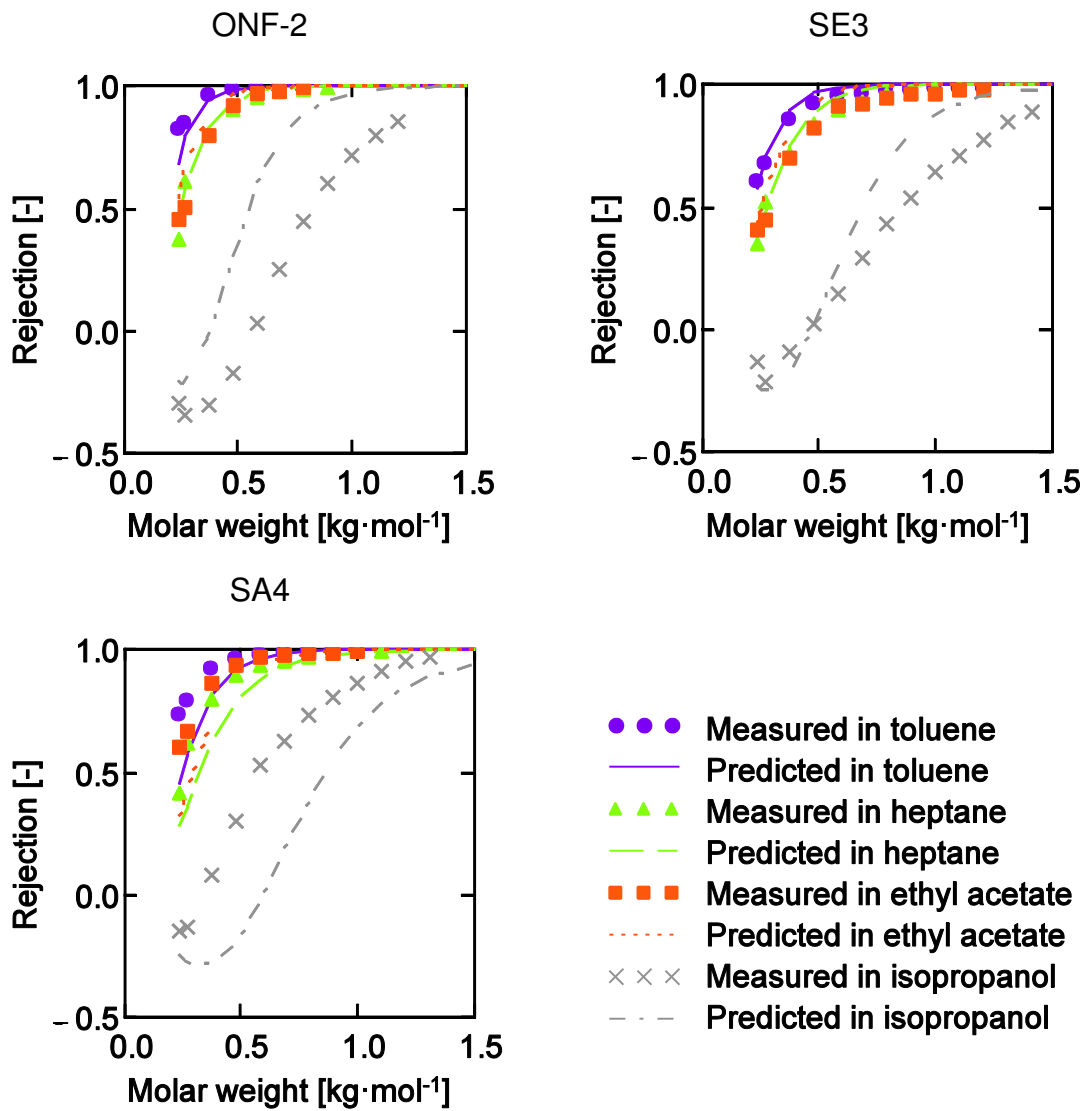 ONF-2
1.0
0.5
0.0
– 0.5
0.0 0.5 1.0 1.5
Rejection [-]
Molar weight [kg·mol-1]
SE3
1.0
0.5
0.0
– 0.5
0.0 0.5 1.0 1.5
Rejection [-]
Molar weight [kg·mol-1]
SA4
1.0
0.5
0.0
– 0.5
0.0 0.5 1.0 1.5
Rejection [-]
Molar weight [kg·mol-1]
Measured in toluene
Predicted in toluene
Measured in heptane
Predicted in heptane
Measured in ethyl acetate
Predicted in ethyl acetate
Measured in isopropanol
Predicted in isopropanol